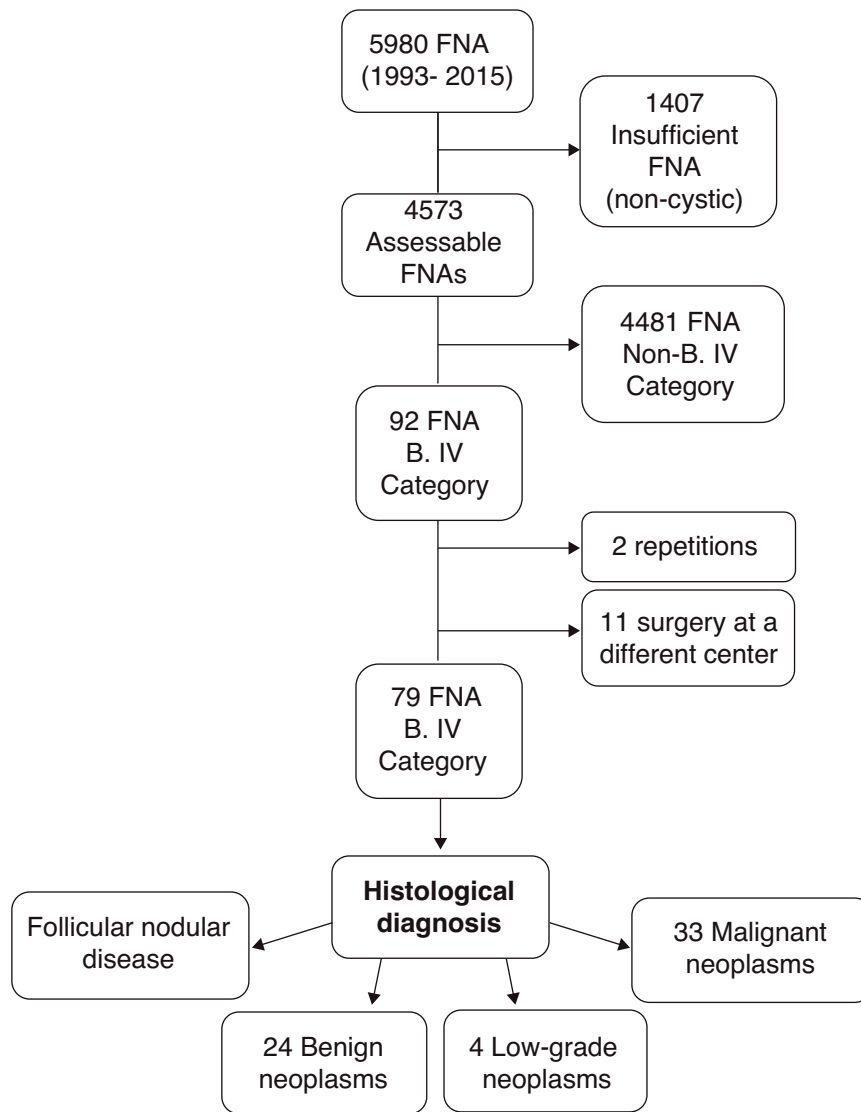 5980 FNA
(1993- 2015)
1407
Insufficient
FNA
(non-cystic)
4573
Assessable
FNAs
4481 FNA
Non-B. IV
Category
92 FNA
B. IV
Category
2 repetitions
11 surgery at a
different center
79 FNA
B. IV
Category
Histological
diagnosis
Follicular nodular
disease
33 Malignant
neoplasms
24 Benign
neoplasms
4 Low-grade
neoplasms